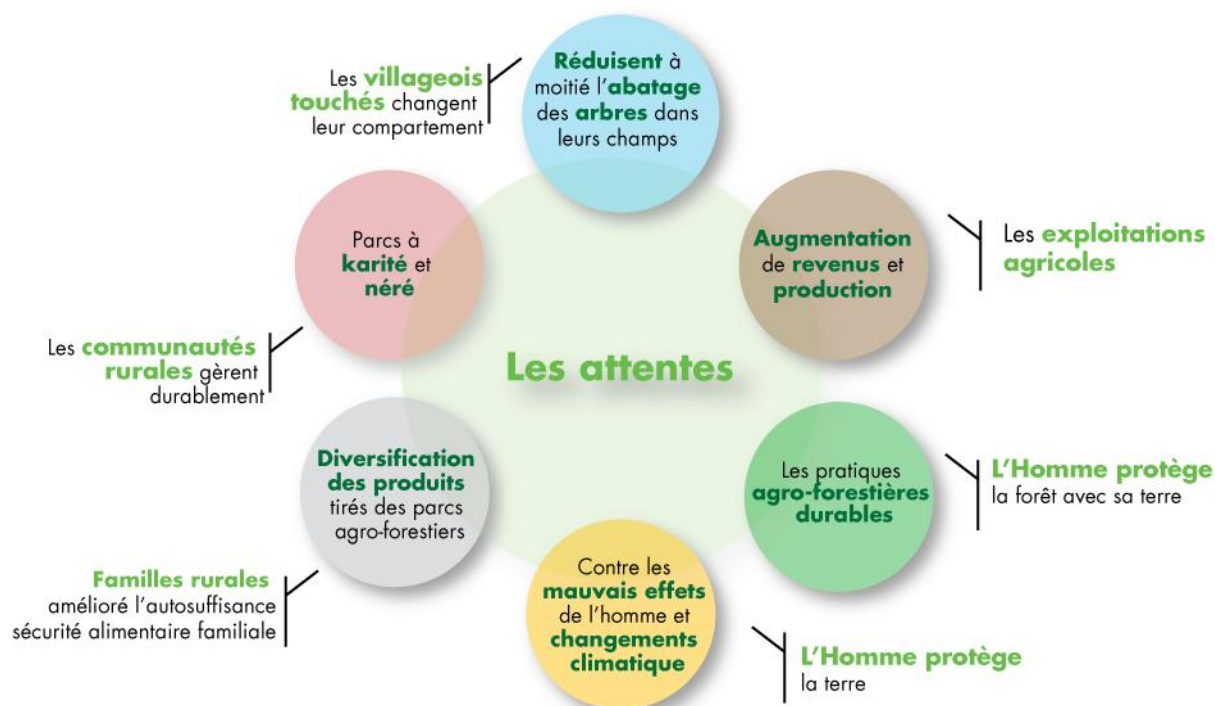 Les villageois
touchés changent
leur compartement
Réduisent à
moitié l'abatage
des arbres dans
leurs champs
Parcs à
karité et
néré
Augmentation
de revenus et
production
Les exploitations
agricoles
Les communautés
rurales gèrent
durablement
Les attentes
Diversification
des produits
tirés des parcs
agro-forestiers
Les pratiques
agro-forestières
durables
L'Homme protège
la forêt avec sa terre
Familles rurales
amélioré l'autosuffisance
sécurité alimentaire familiale
Contre les
mauvais effets
de l'homme et
changements
climatique
L'Homme protège
la terre